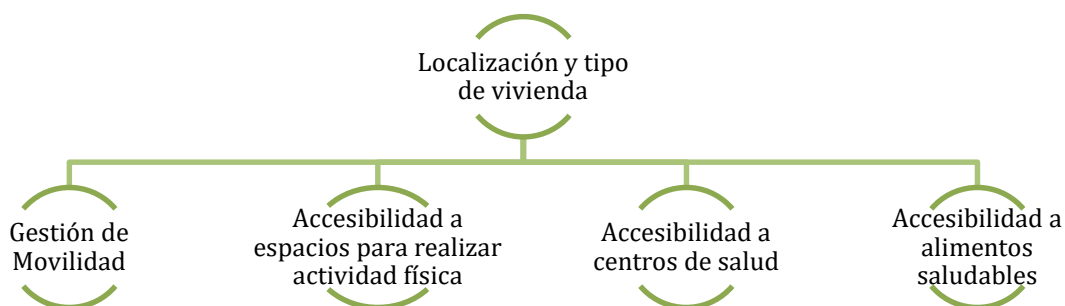 Localización y tipo
de vivienda
Gestión de
Movilidad
Accesibilidad a
espacios para realizar
actividad física
Accesibilidad a
centros de salud
Accesibilidad a
alimentos
saludables